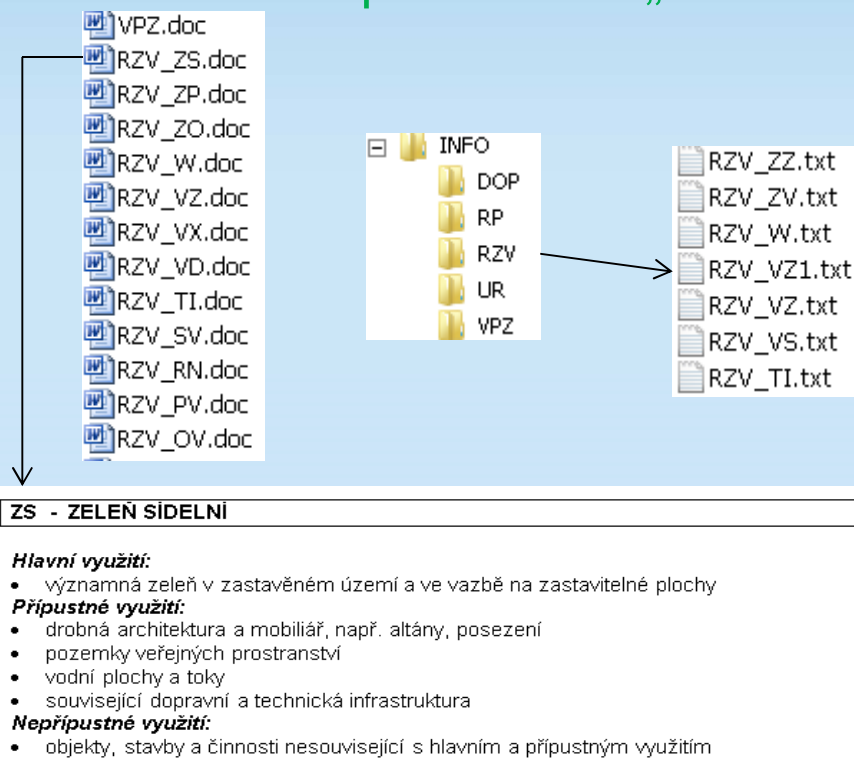 VPZ.doc
RZV_ZS.doc
RZV_ZP.doc
RZV_ZO.doc
RZV_W.doc
RZV_VZ.doc
RZV_VX.doc
RZV_VD.doc
RZV_TI.doc
RZV_SV.doc
RZV_RN.doc
RZV_PV.doc
RZV_OV.doc
INFO
DOP
RP
RZV
UR
VPZ
RZV_ZZ.txt
RZV_ZV.txt
RZV_W.txt
RZV_VZ1.txt
RZV_VZ.txt
RZV_VS.txt
RZV_TI.txt
ZS - ZELEŇ SÍDELNÍ
Hlavní využití:
• významná zeleň v zastavěném území a ve vazbě na zastavitelné plochy
Přípustné využití:
• drobná architektura a mobiliář, např. altány, posezení
• pozemky veřejných prostranství
• vodní plochy a toky
• související dopravní a technická infrastruktura
Nepřípustné využití:
• objekty, stavby a činnosti nesouvisející s hlavním a přípustným využitím